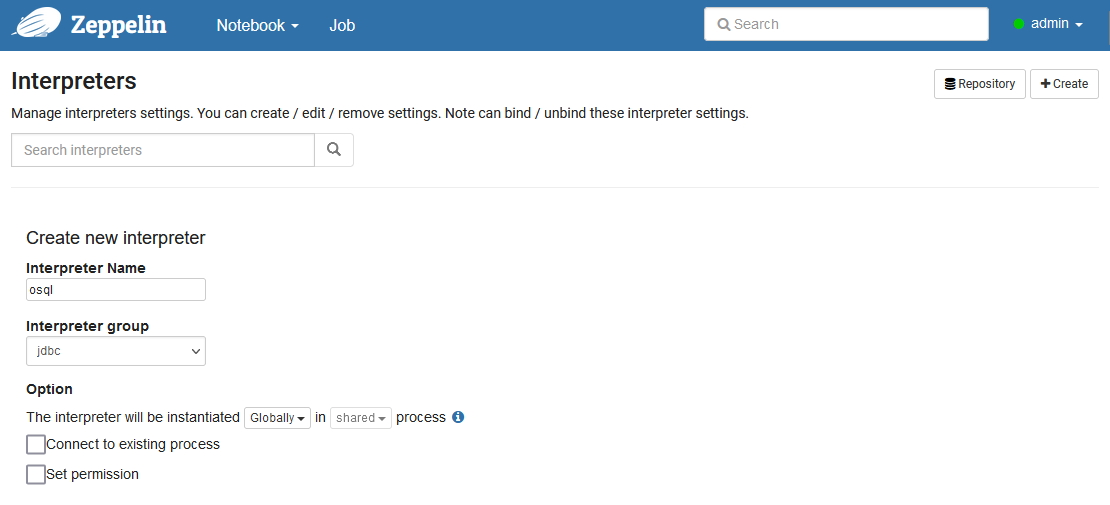 Zeppelin Notebook Job Search admin
Interpreters Repository Create
Manage interpreters settings. You can create / edit / remove settings. Note can bind / unbind these interpreter settings.
Search interpreters
Create new interpreter
Interpreter Name
osql
Interpreter group
jdbc
Option
The interpreter will be instantiated Globally in shared process
Connect to existing process
Set permission